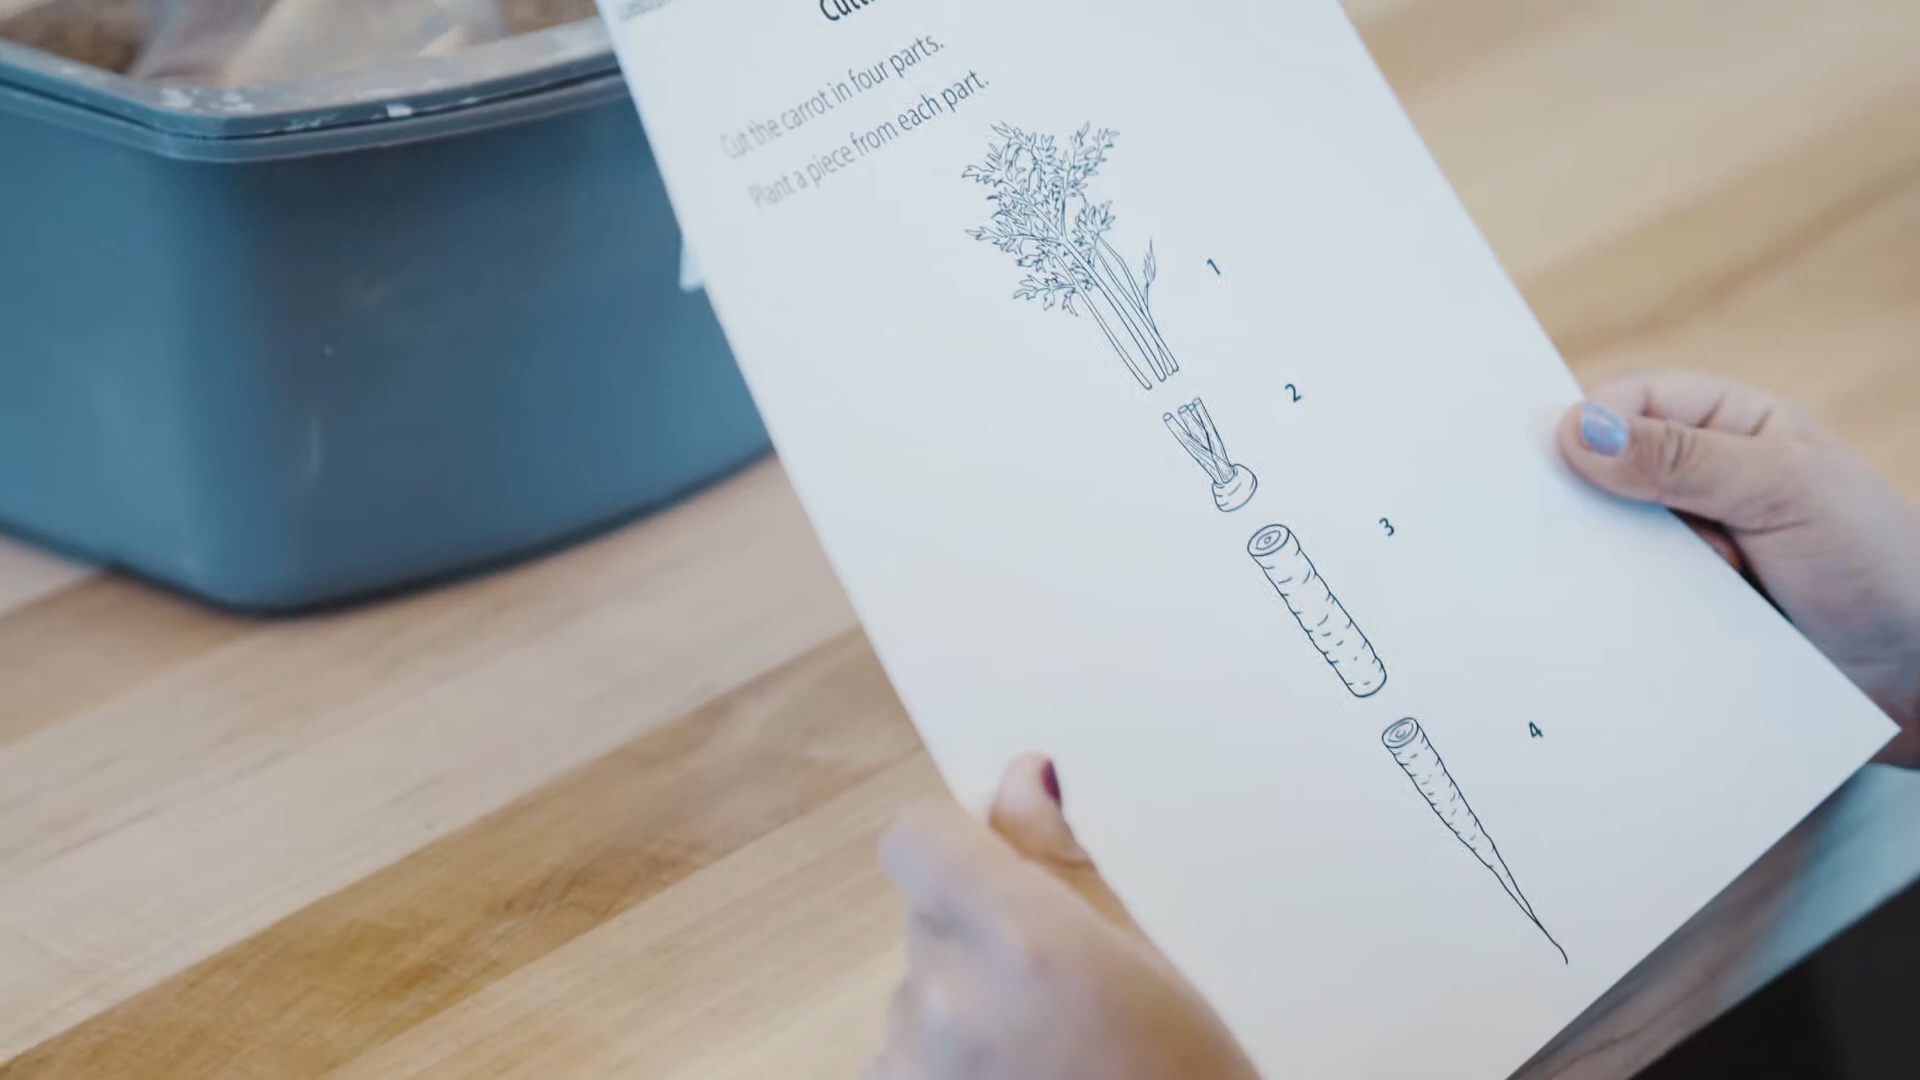 Cut the carrot in four parts.
Plant a piece from each part.
1
2
3
4